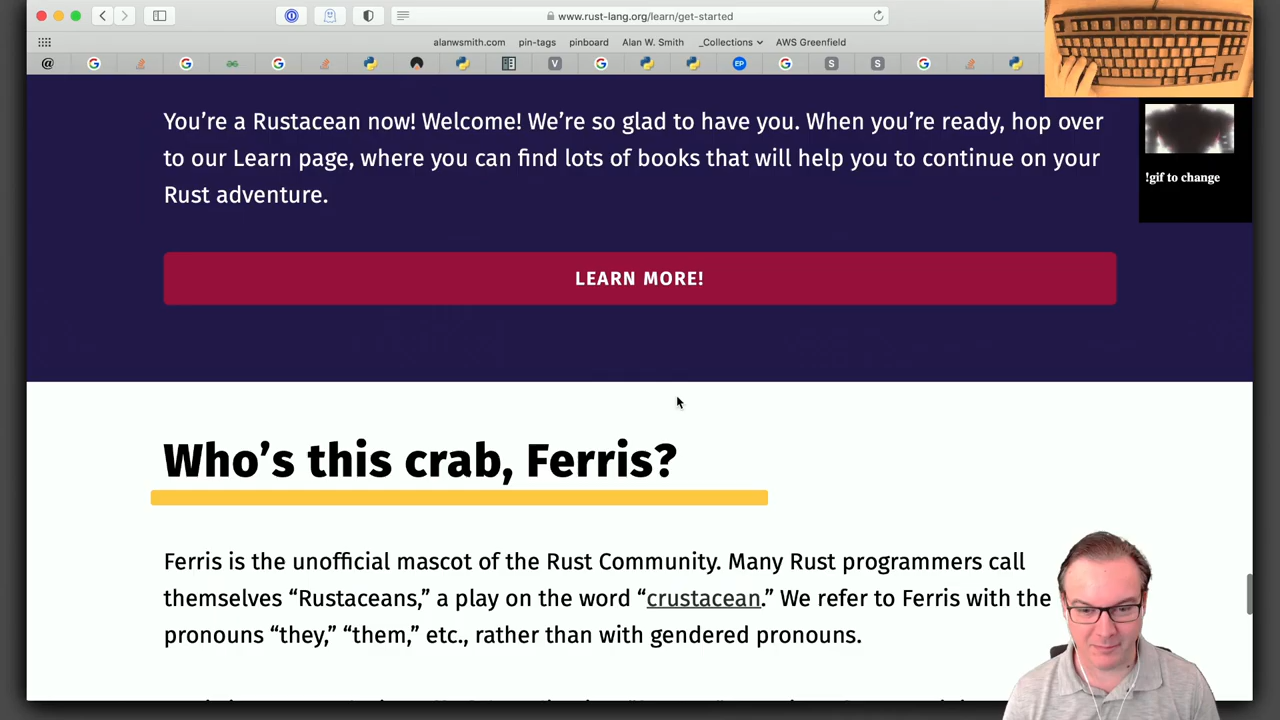 www.rust-lang.org/learn/get-started
alanwsmith.com pin-tags pinboard Alan W. Smith _Collections AWS Greenfield
You’re a Rustacean now! Welcome! We’re so glad to have you. When you’re ready, hop over
to our Learn page, where you can find lots of books that will help you to continue on your
Rust adventure.
!gif to change
LEARN MORE!
Who’s this crab, Ferris?
Ferris is the unofficial mascot of the Rust Community. Many Rust programmers call
themselves “Rustaceans,” a play on the word “crustacean.” We refer to Ferris with the
pronouns “they,” “them,” etc., rather than with gendered pronouns.